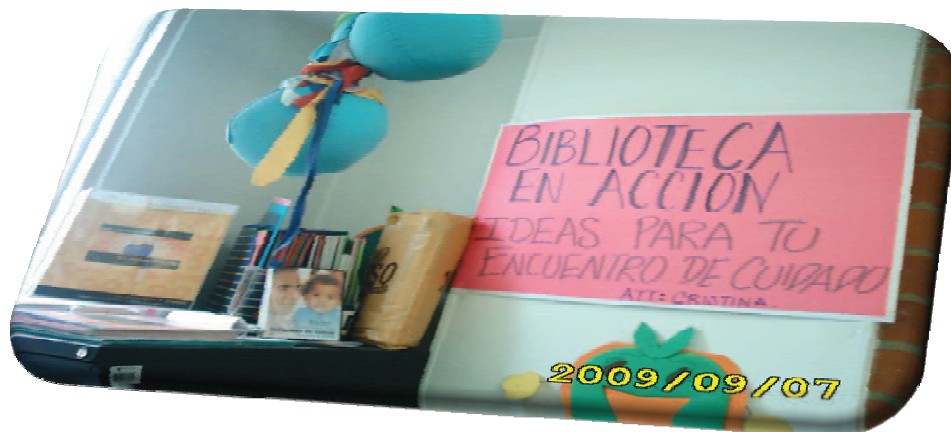 BIBLIOTECA
EN ACCION
IDEAS PARA TU
ENCUENTRO DE CUIDADO
ATT: CRISTINA.
2009/09/07